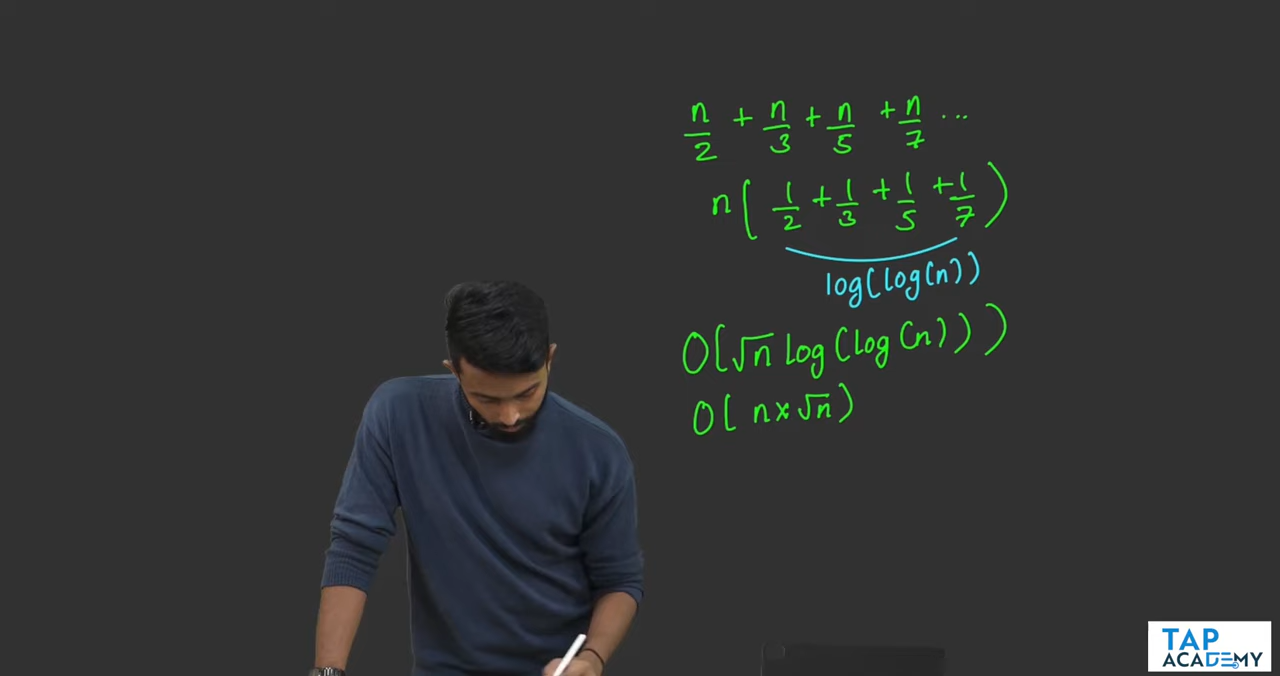 n/2 + n/3 + n/5 + n/7 ...
n( 1/2 + 1/3 + 1/5 + 1/7 )
log(log(n))
O(√n log(log(n)))
O( n×√n)
TAP
ACADEMY